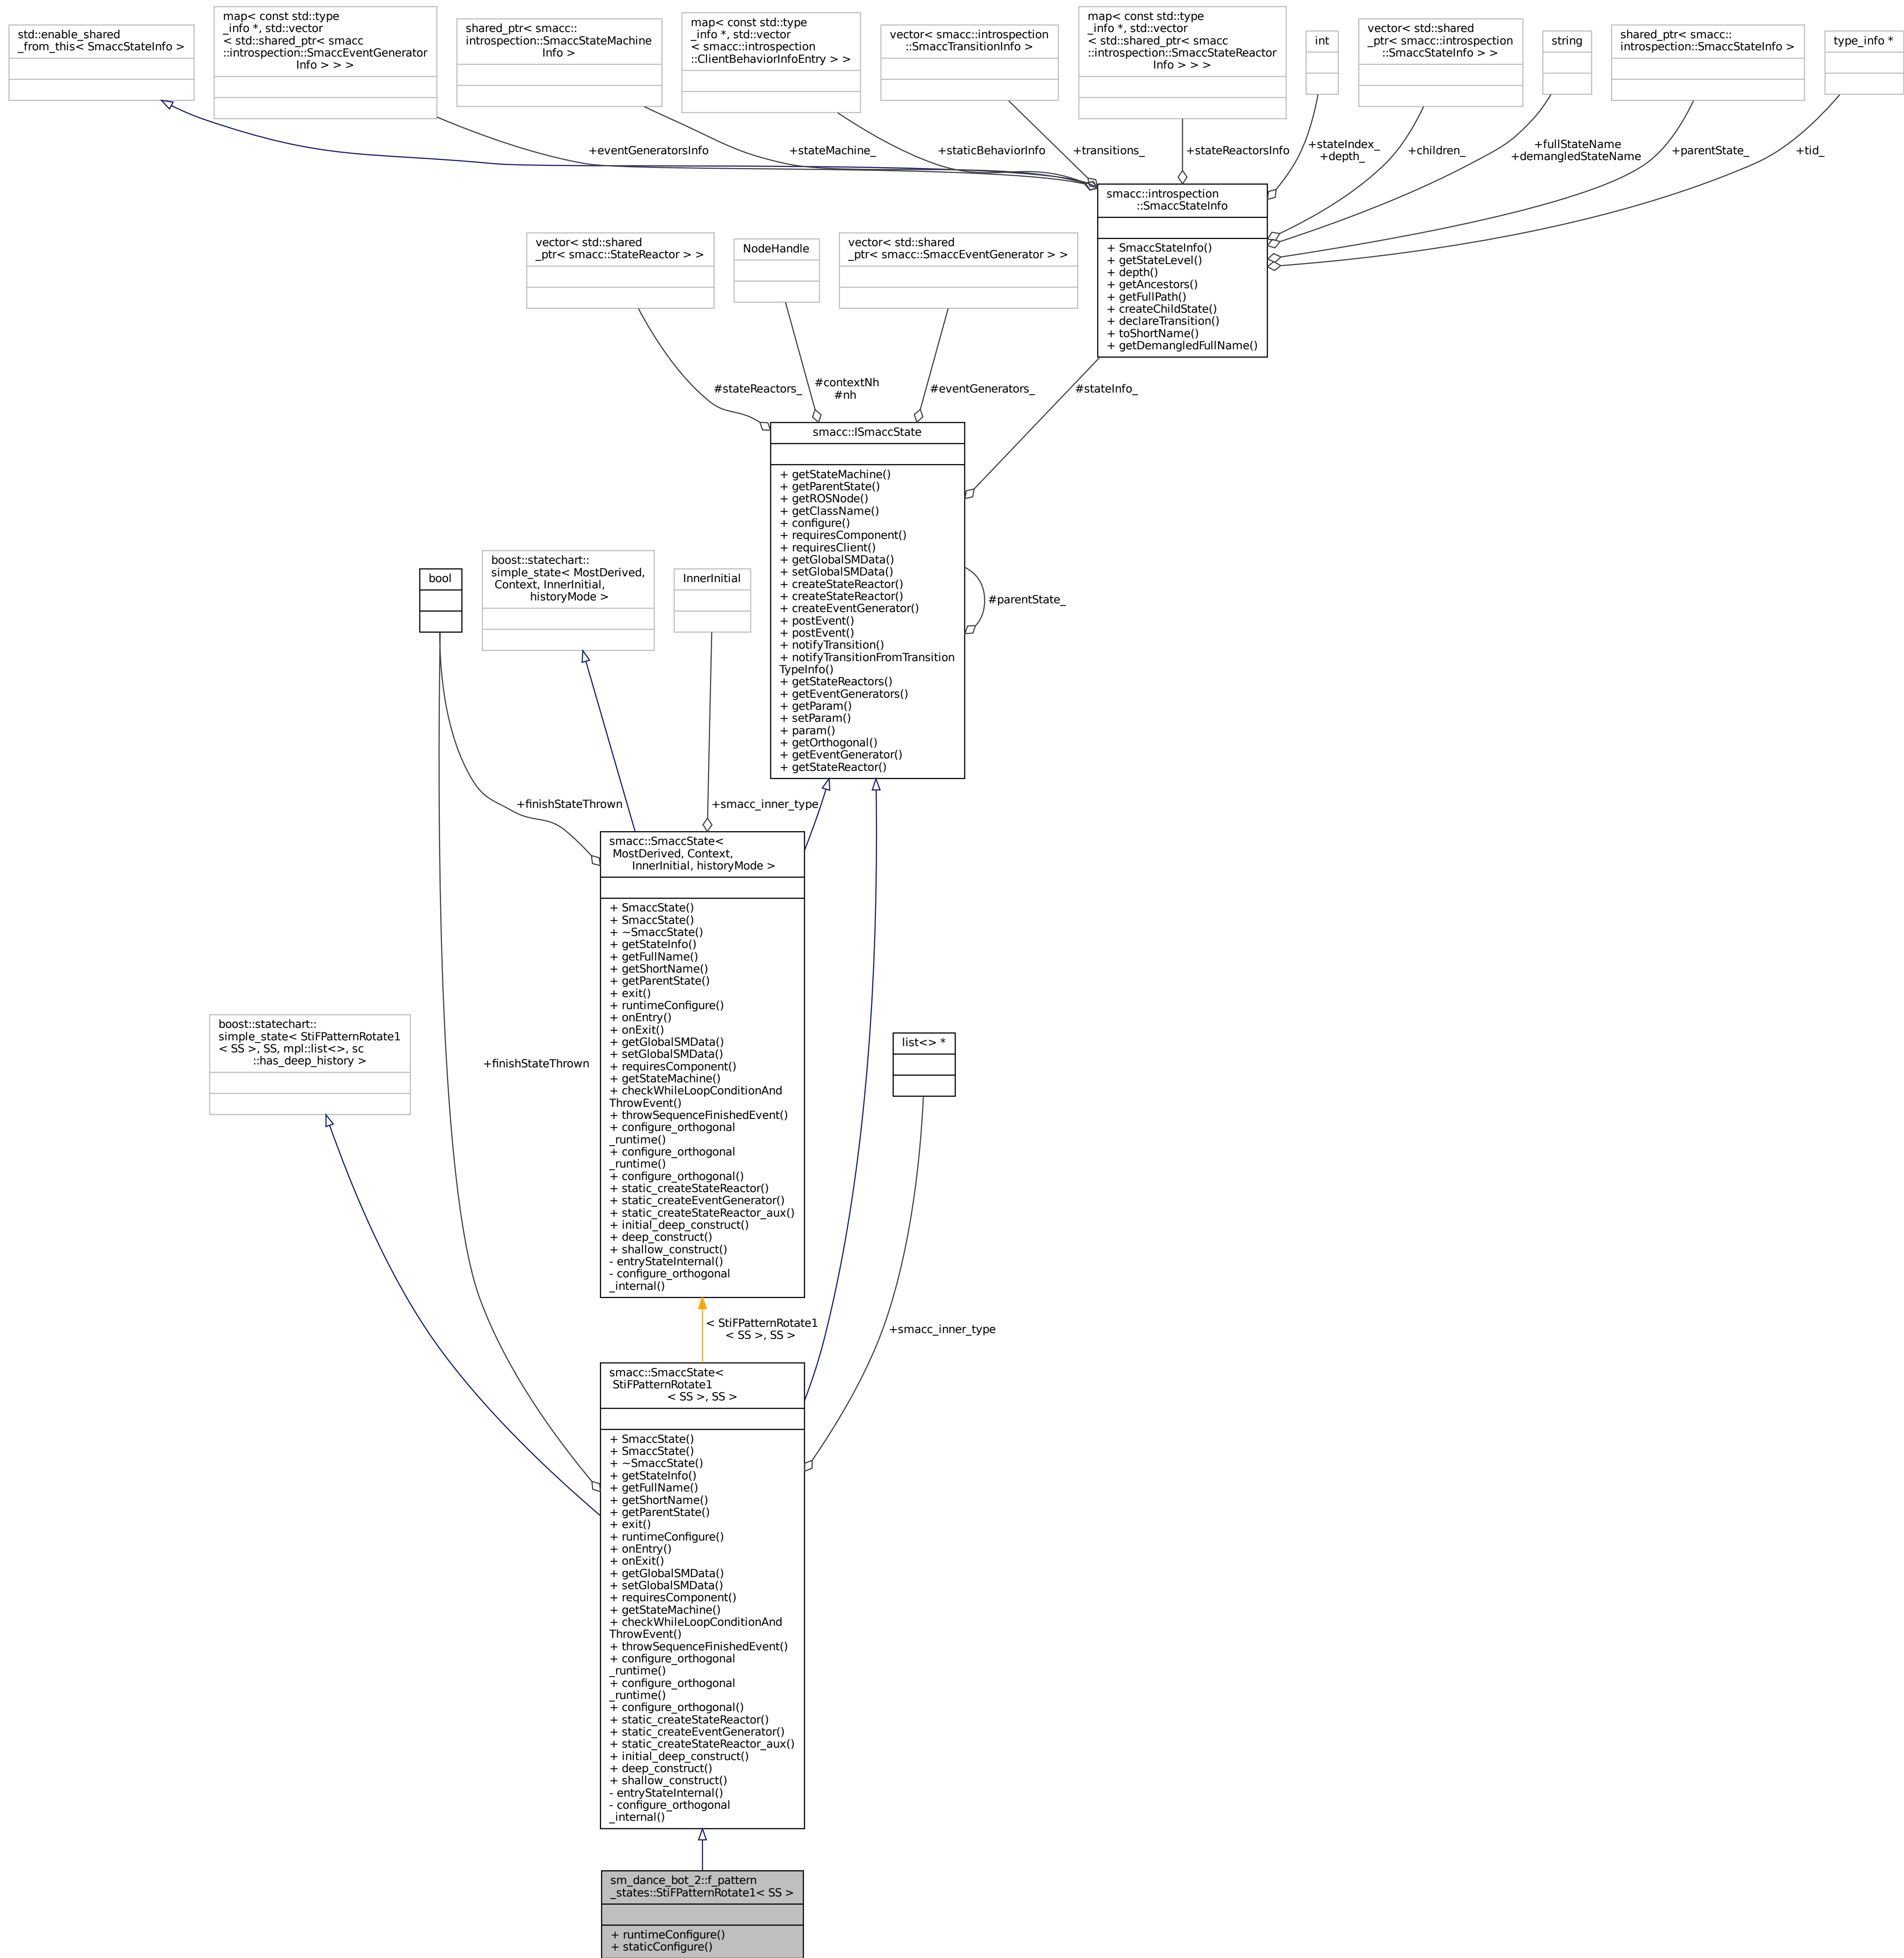 std::enable_shared
_from_this< SmaccStateInfo >
map< const std::type
_info *, std::vector
< std::shared_ptr< smacc
::introspection::SmaccEventGenerator
Info > > >
shared_ptr< smacc::
introspection::SmaccStateMachine
Info >
map< const std::type
_info *, std::vector
< smacc::introspection
::ClientBehaviorInfoEntry > >
vector< smacc::introspection
::SmaccTransitionInfo >
map< const std::type
_info *, std::vector
< std::shared_ptr< smacc
::introspection::SmaccStateReactor
Info > > >
int
vector< std::shared
_ptr< smacc::introspection
::SmaccStateInfo > >
string
shared_ptr< smacc::
introspection::SmaccStateInfo >
type_info *
+eventGeneratorsInfo
+stateMachine_
+staticBehaviorInfo
+transitions_
+stateReactorsInfo
+stateIndex_
+depth_
+children_
+fullStateName
+demangledStateName
+parentState_
+tid_
smacc::introspection
::SmaccStateInfo
+ SmaccStateInfo()
+ getStateLevel()
+ depth()
+ getAncestors()
+ getFullPath()
+ createChildState()
+ declareTransition()
+ toShortName()
+ getDemangledFullName()
vector< std::shared
_ptr< smacc::StateReactor > >
NodeHandle
vector< std::shared
_ptr< smacc::SmaccEventGenerator > >
#stateReactors_
#contextNh
#nh
#eventGenerators_
#stateInfo_
smacc::ISmaccState
+ getStateMachine()
+ getParentState()
+ getROSNode()
+ getClassName()
+ configure()
+ requiresComponent()
+ requiresClient()
+ getGlobalSMData()
+ setGlobalSMData()
+ createStateReactor()
+ createStateReactor()
+ createEventGenerator()
+ postEvent()
+ postEvent()
+ notifyTransition()
+ notifyTransitionFromTransition
TypeInfo()
+ getStateReactors()
+ getEventGenerators()
+ getParam()
+ setParam()
+ param()
+ getOrthogonal()
+ getEventGenerator()
+ getStateReactor()
#parentState_
bool
boost::statechart::
simple_state< MostDerived,
Context, InnerInitial,
historyMode >
InnerInitial
+finishStateThrown
+smacc_inner_type
smacc::SmaccState<
MostDerived, Context,
InnerInitial, historyMode >
+ SmaccState()
+ SmaccState()
+ ~SmaccState()
+ getStateInfo()
+ getFullName()
+ getShortName()
+ getParentState()
+ exit()
+ runtimeConfigure()
+ onEntry()
+ onExit()
+ getGlobalSMData()
+ setGlobalSMData()
+ requiresComponent()
+ getStateMachine()
+ checkWhileLoopConditionAnd
ThrowEvent()
+ throwSequenceFinishedEvent()
+ configure_orthogonal
_runtime()
+ configure_orthogonal
_runtime()
+ configure_orthogonal()
+ static_createStateReactor()
+ static_createEventGenerator()
+ static_createStateReactor_aux()
+ initial_deep_construct()
+ deep_construct()
+ shallow_construct()
- entryStateInternal()
- configure_orthogonal
_internal()
boost::statechart::
simple_state< StiFPatternRotate1
< SS >, SS, mpl::list<>, sc
::has_deep_history >
+finishStateThrown
list<> *
< StiFPatternRotate1
< SS >, SS >
+smacc_inner_type
smacc::SmaccState<
StiFPatternRotate1
< SS >, SS >
+ SmaccState()
+ SmaccState()
+ ~SmaccState()
+ getStateInfo()
+ getFullName()
+ getShortName()
+ getParentState()
+ exit()
+ runtimeConfigure()
+ onEntry()
+ onExit()
+ getGlobalSMData()
+ setGlobalSMData()
+ requiresComponent()
+ getStateMachine()
+ checkWhileLoopConditionAnd
ThrowEvent()
+ throwSequenceFinishedEvent()
+ configure_orthogonal
_runtime()
+ configure_orthogonal
_runtime()
+ configure_orthogonal()
+ static_createStateReactor()
+ static_createEventGenerator()
+ static_createStateReactor_aux()
+ initial_deep_construct()
+ deep_construct()
+ shallow_construct()
- entryStateInternal()
- configure_orthogonal
_internal()
sm_dance_bot_2::f_pattern
_states::StiFPatternRotate1< SS >
+ runtimeConfigure()
+ staticConfigure()